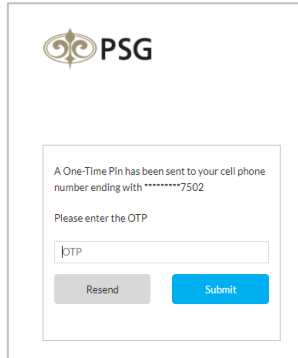 PSG
A One-Time Pin has been sent to your cell phone
number ending with *********7502
Please enter the OTP
OTP
Resend Submit